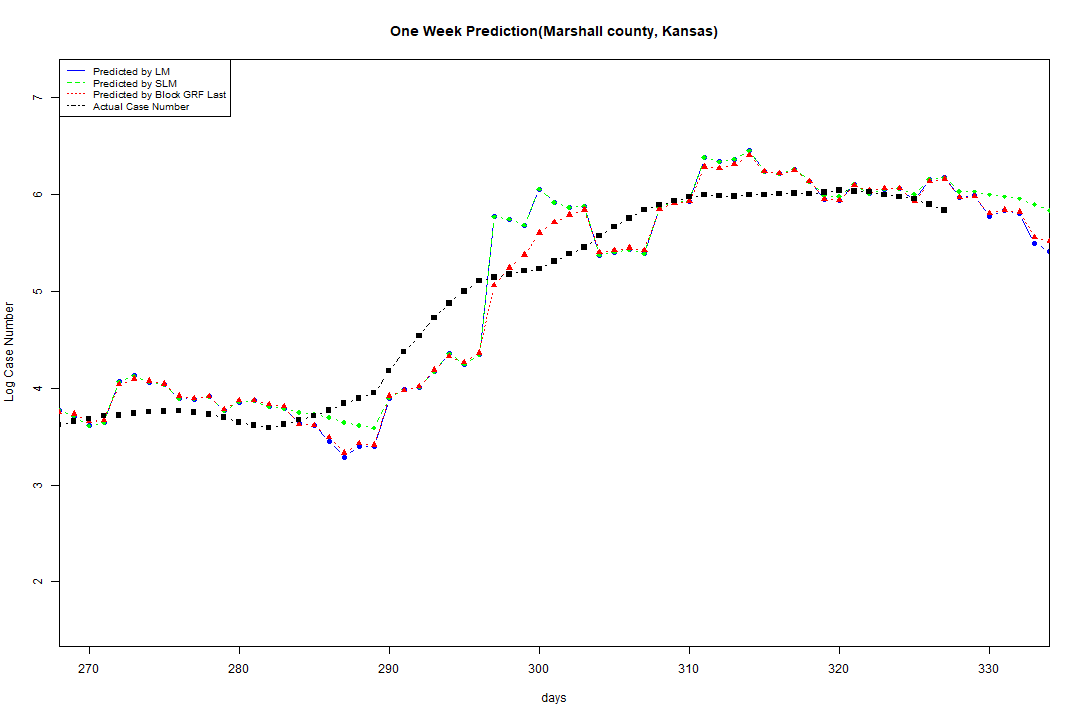 One Week Prediction(Marshall county, Kansas)
Predicted by LM
Predicted by SLM
Predicted by Block GRF Last
Actual Case Number
7
6
5
4
3
2
Log Case Number
270 280 290 300 310 320 330
days